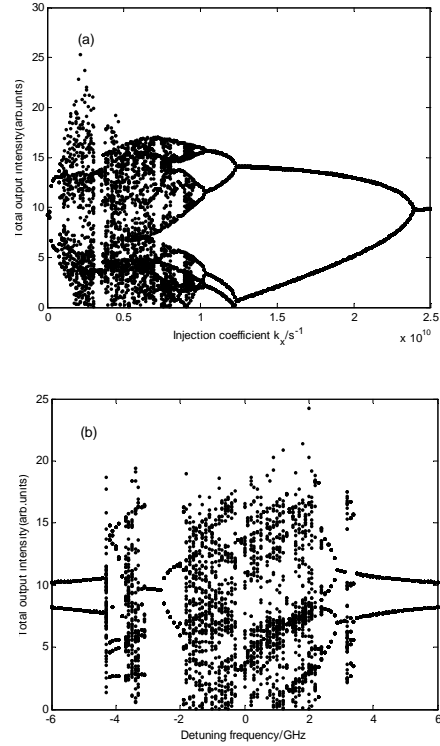 30
(a)
25
20
15
10
5
0
Total output intensity(arb.units)
0 0.5 1 1.5 2 2.5
Injection coefficient kx/s-1
x 10 10
25
(b)
20
15
10
5
0
Total output intensity(arb.units)
-6 -4 -2 0 2 4 6
Detuning frequency/GHz